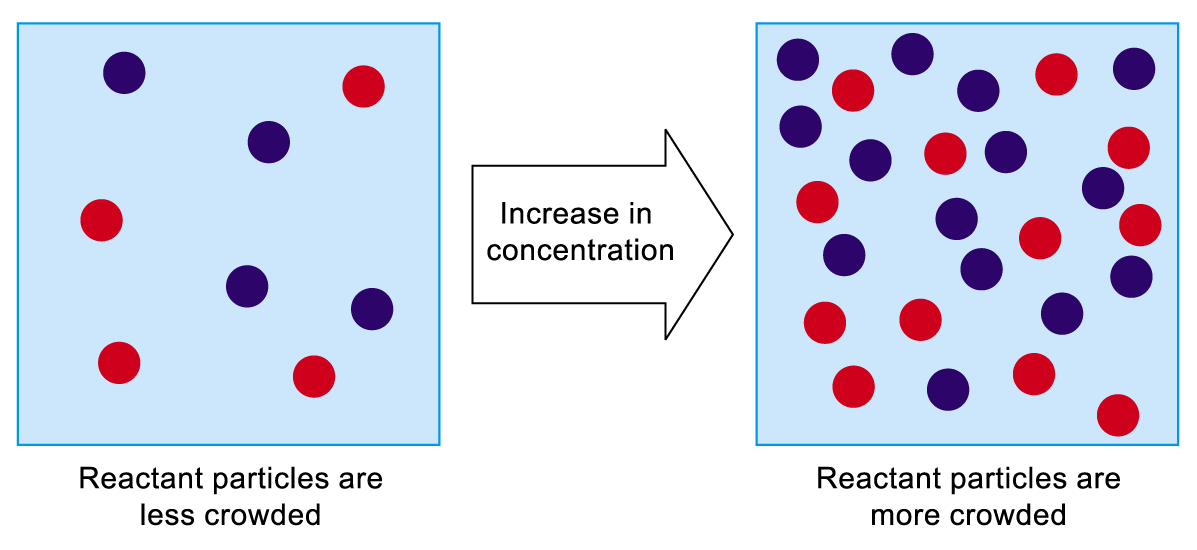 Increase in
concentration
Reactant particles are
less crowded
Reactant particles are
more crowded